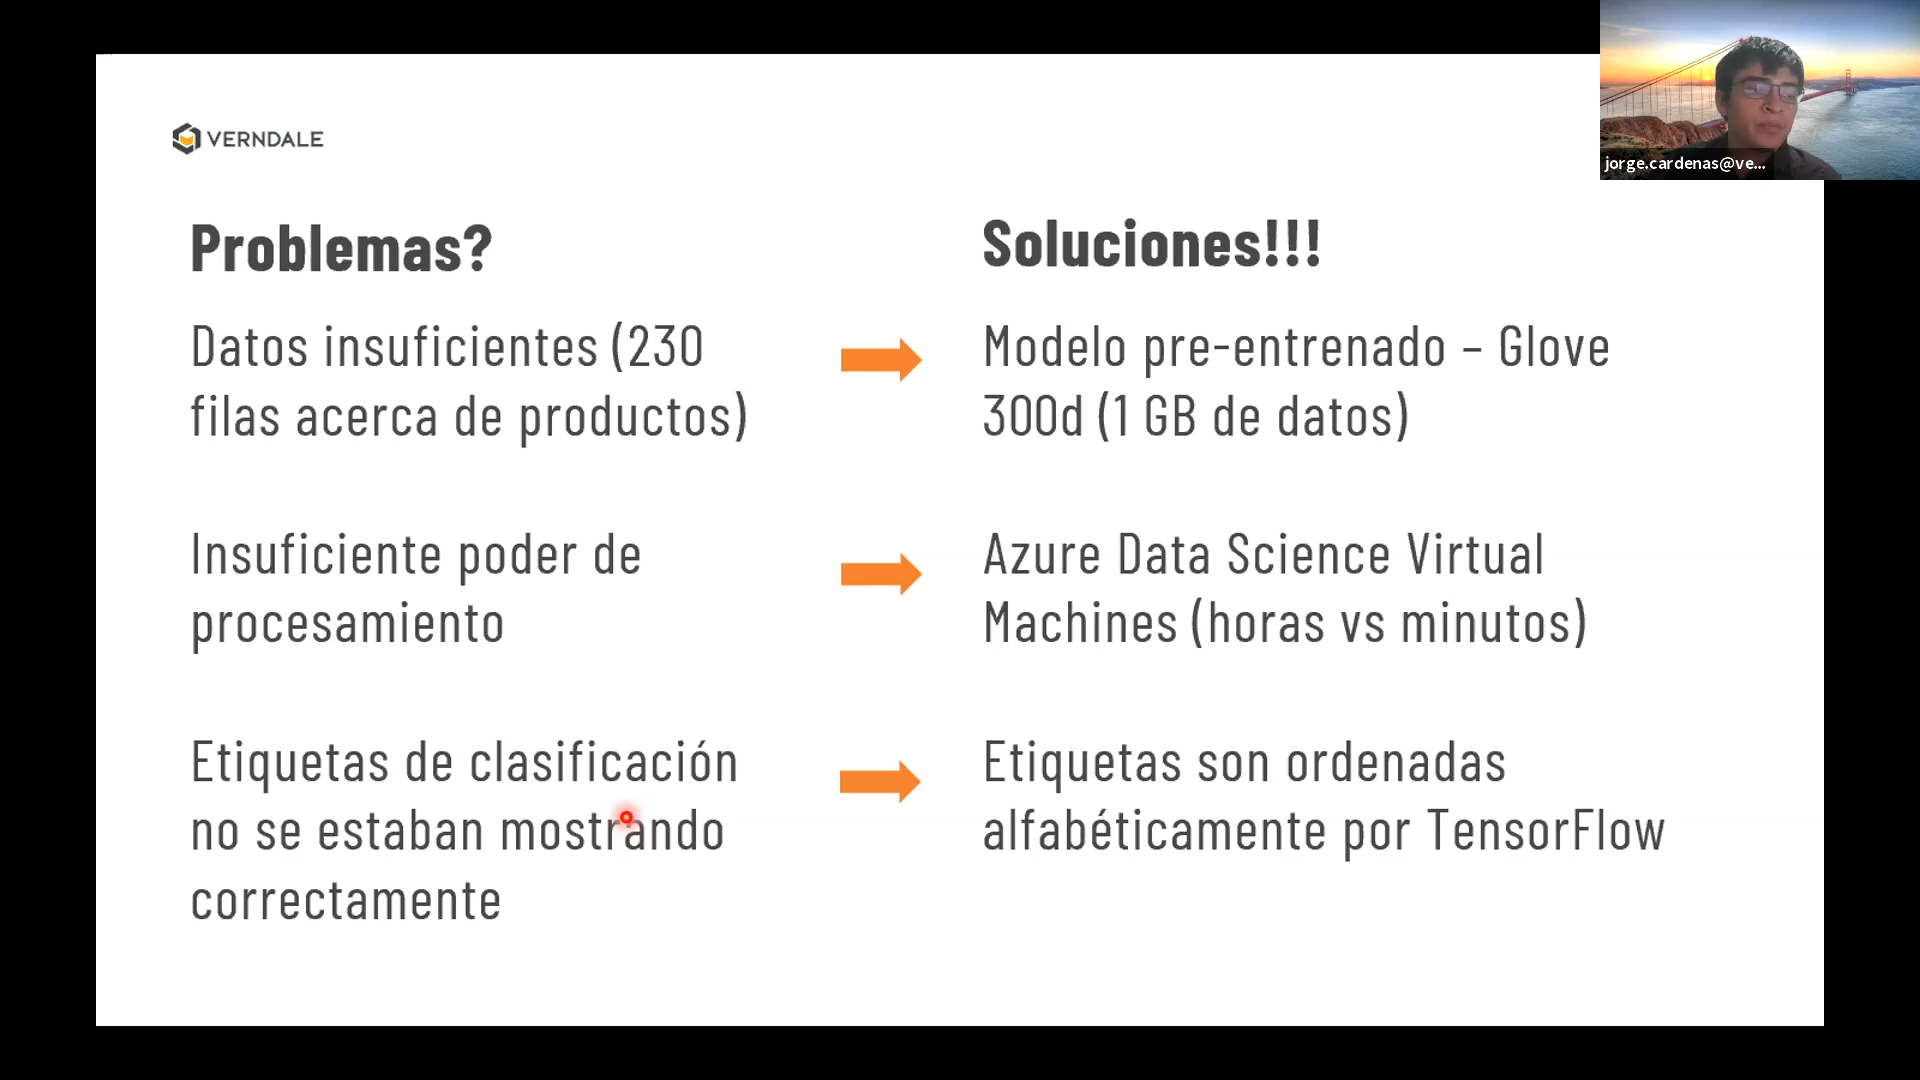 VERNDALE
jorge.cardenas@ve...
Problemas?
Datos insuficientes (230
filas acerca de productos)
Insuficiente poder de
procesamiento
Etiquetas de clasificación
no se estaban mostrando
correctamente
Soluciones!!!
Modelo pre-entrenado – Glove
300d (1 GB de datos)
Azure Data Science Virtual
Machines (horas vs minutos)
Etiquetas son ordenadas
alfabéticamente por TensorFlow